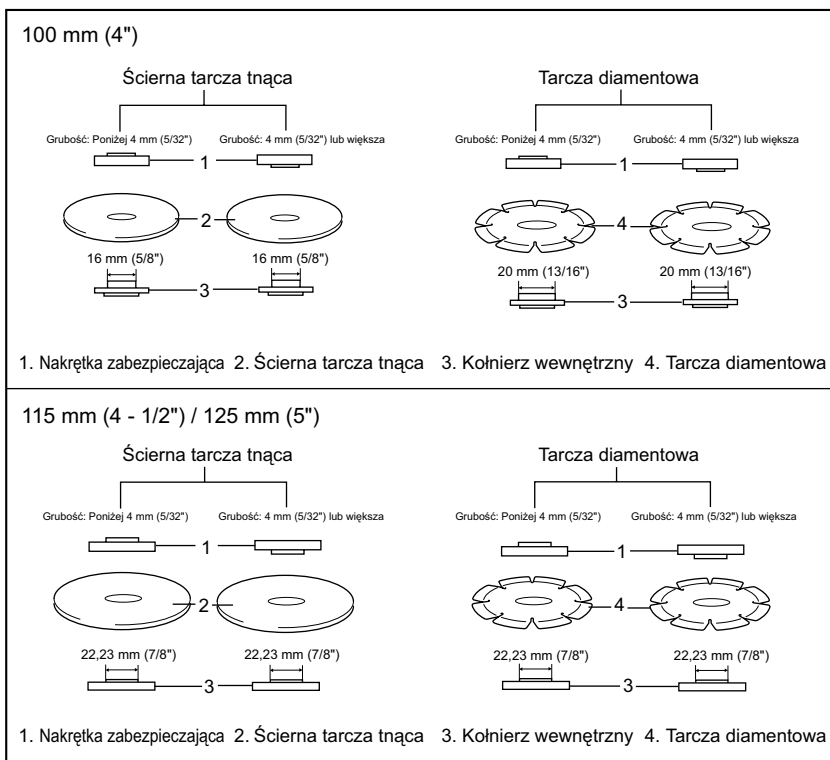 100 mm (4")
Ścierna tarcza tnąca
Tarcza diamentowa
Grubość: Poniżej 4 mm (5/32") Grubość: 4 mm (5/32") lub większa
Grubość: Poniżej 4 mm (5/32") Grubość: 4 mm (5/32") lub większa
1
1
2
4
16 mm (5/8") 16 mm (5/8")
20 mm (13/16") 20 mm (13/16")
3
3
1. Nakrętka zabezpieczająca 2. Ścierna tarcza tnąca 3. Kołnierz wewnętrzny 4. Tarcza diamentowa
115 mm (4 - 1/2") / 125 mm (5")
Ścierna tarcza tnąca
Tarcza diamentowa
Grubość: Poniżej 4 mm (5/32") Grubość: 4 mm (5/32") lub większa
Grubość: Poniżej 4 mm (5/32") Grubość: 4 mm (5/32") lub większa
1
1
2
4
22,23 mm (7/8") 22,23 mm (7/8")
22,23 mm (7/8") 22,23 mm (7/8")
3
3
1. Nakrętka zabezpieczająca 2. Ścierna tarcza tnąca 3. Kołnierz wewnętrzny 4. Tarcza diamentowa